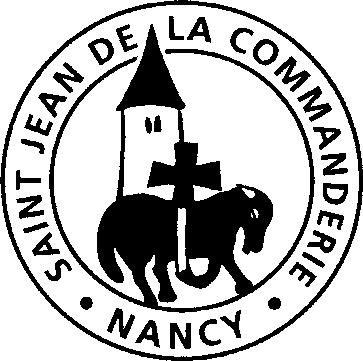 SAINT JEAN DE LA COMMANDERIE
• NANCY •